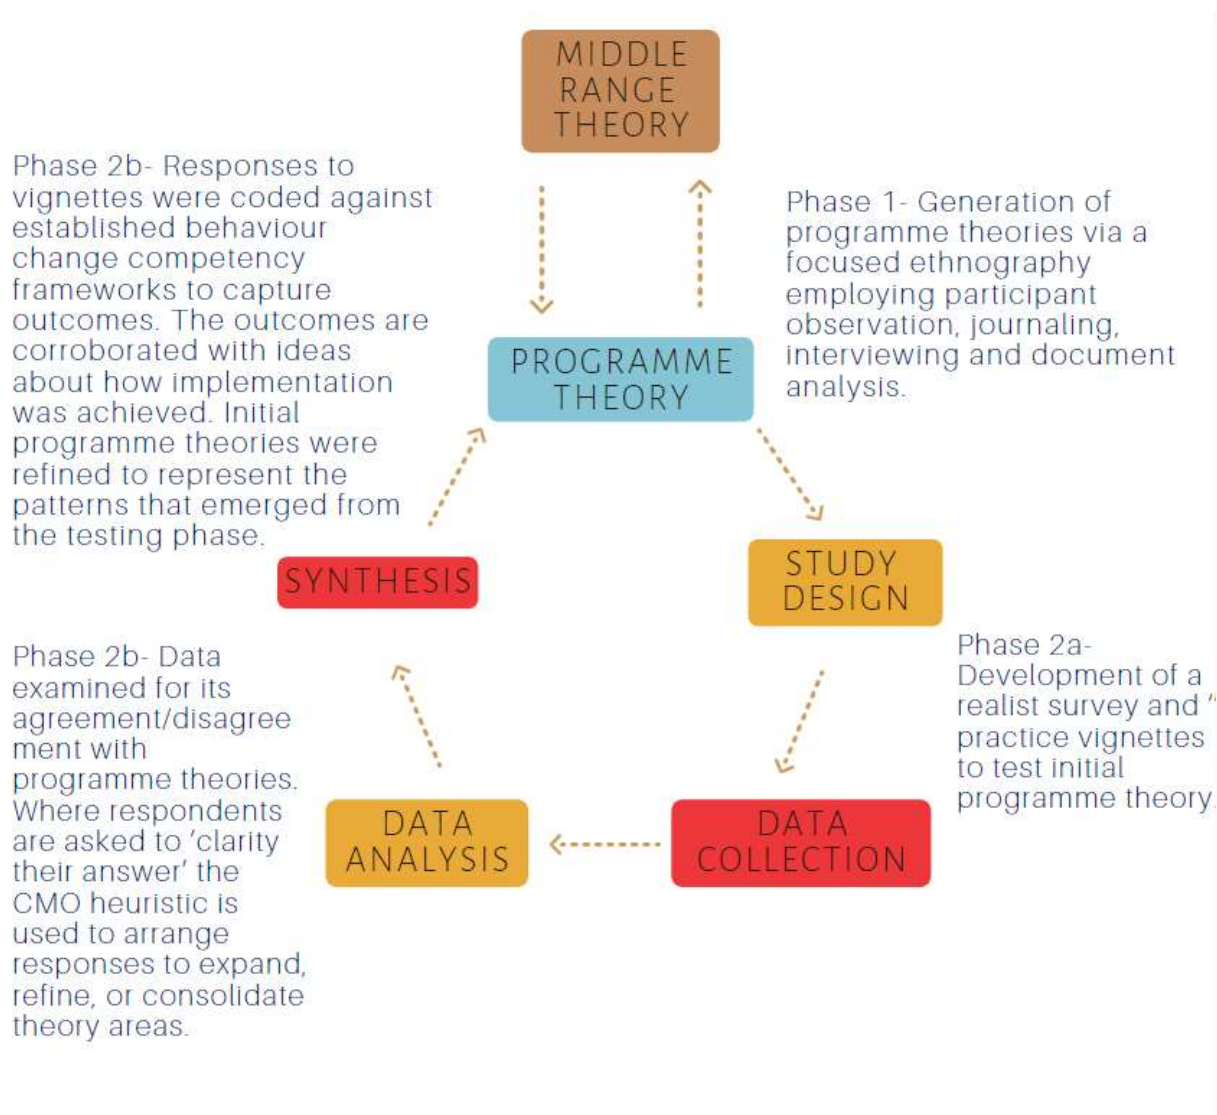 MIDDLE
RANGE
THEORY
Phase 2b- Responses to
vignettes were coded against
established behaviour
change competency
frameworks to capture
outcomes. The outcomes are
corroborated with ideas
about how implementation
was achieved. Initial
programme theories were
refined to represent the
patterns that emerged from
the testing phase.
Phase 1- Generation of
programme theories via a
focused ethnography
employing participant
observation, journaling,
interviewing and document
analysis.
PROGRAMME
THEORY
SYNTHESIS
STUDY
DESIGN
Phase 2a-
Development of a
realist survey and "
practice vignettes
to test initial
programme theory.
Phase 2b- Data
examined for its
agreement/disagree
ment with
programme theories.
Where respondents
are asked to ‘clarity
their answer’ the
CMO heuristic is
used to arrange
responses to expand,
refine, or consolidate
theory areas.
DATA
ANALYSIS
DATA
COLLECTION